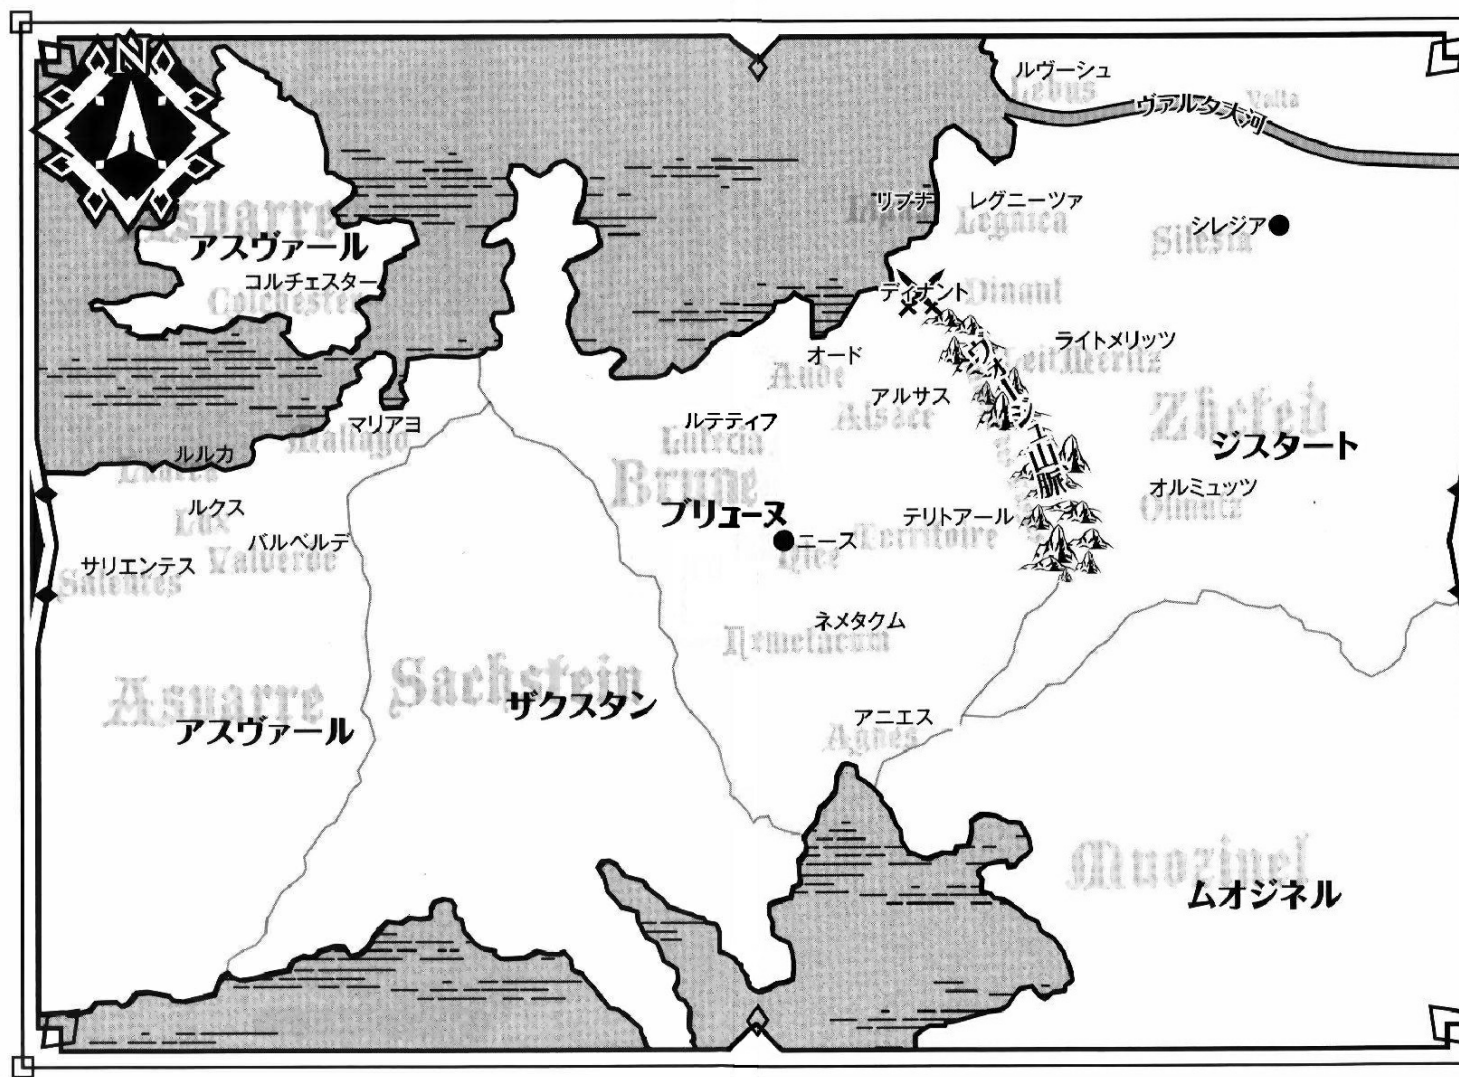 N
ルヴーシュ
Lebus
ヴァルタ大河
Valta
リプナ
レグニーツァ
Legnica
シレジア
Silesia
Asvarre
アスヴァール
コルチェスター
Colchester
ディナント
Dinant
ライトメリッツ
LeitMeritz
オード
Aude
アルサス
Alsace
ヴォージュ山脈
Zhcted
ジスタート
マリアヨ
Mallayo
ルテティア
Lutecia
ルルカ
Brune
ブリューヌ
オルミュッツ
Olmutz
ルクス
Lux
バルベルデ
Valverde
テリトアール
Territoire
ニース
Nice
サリエンテス
Salentes
ネメタクム
Nemetacum
Asvarre
アスヴァール
Sachstein
ザクスタン
アニエス
Agnes
Muozinel
ムオジネル